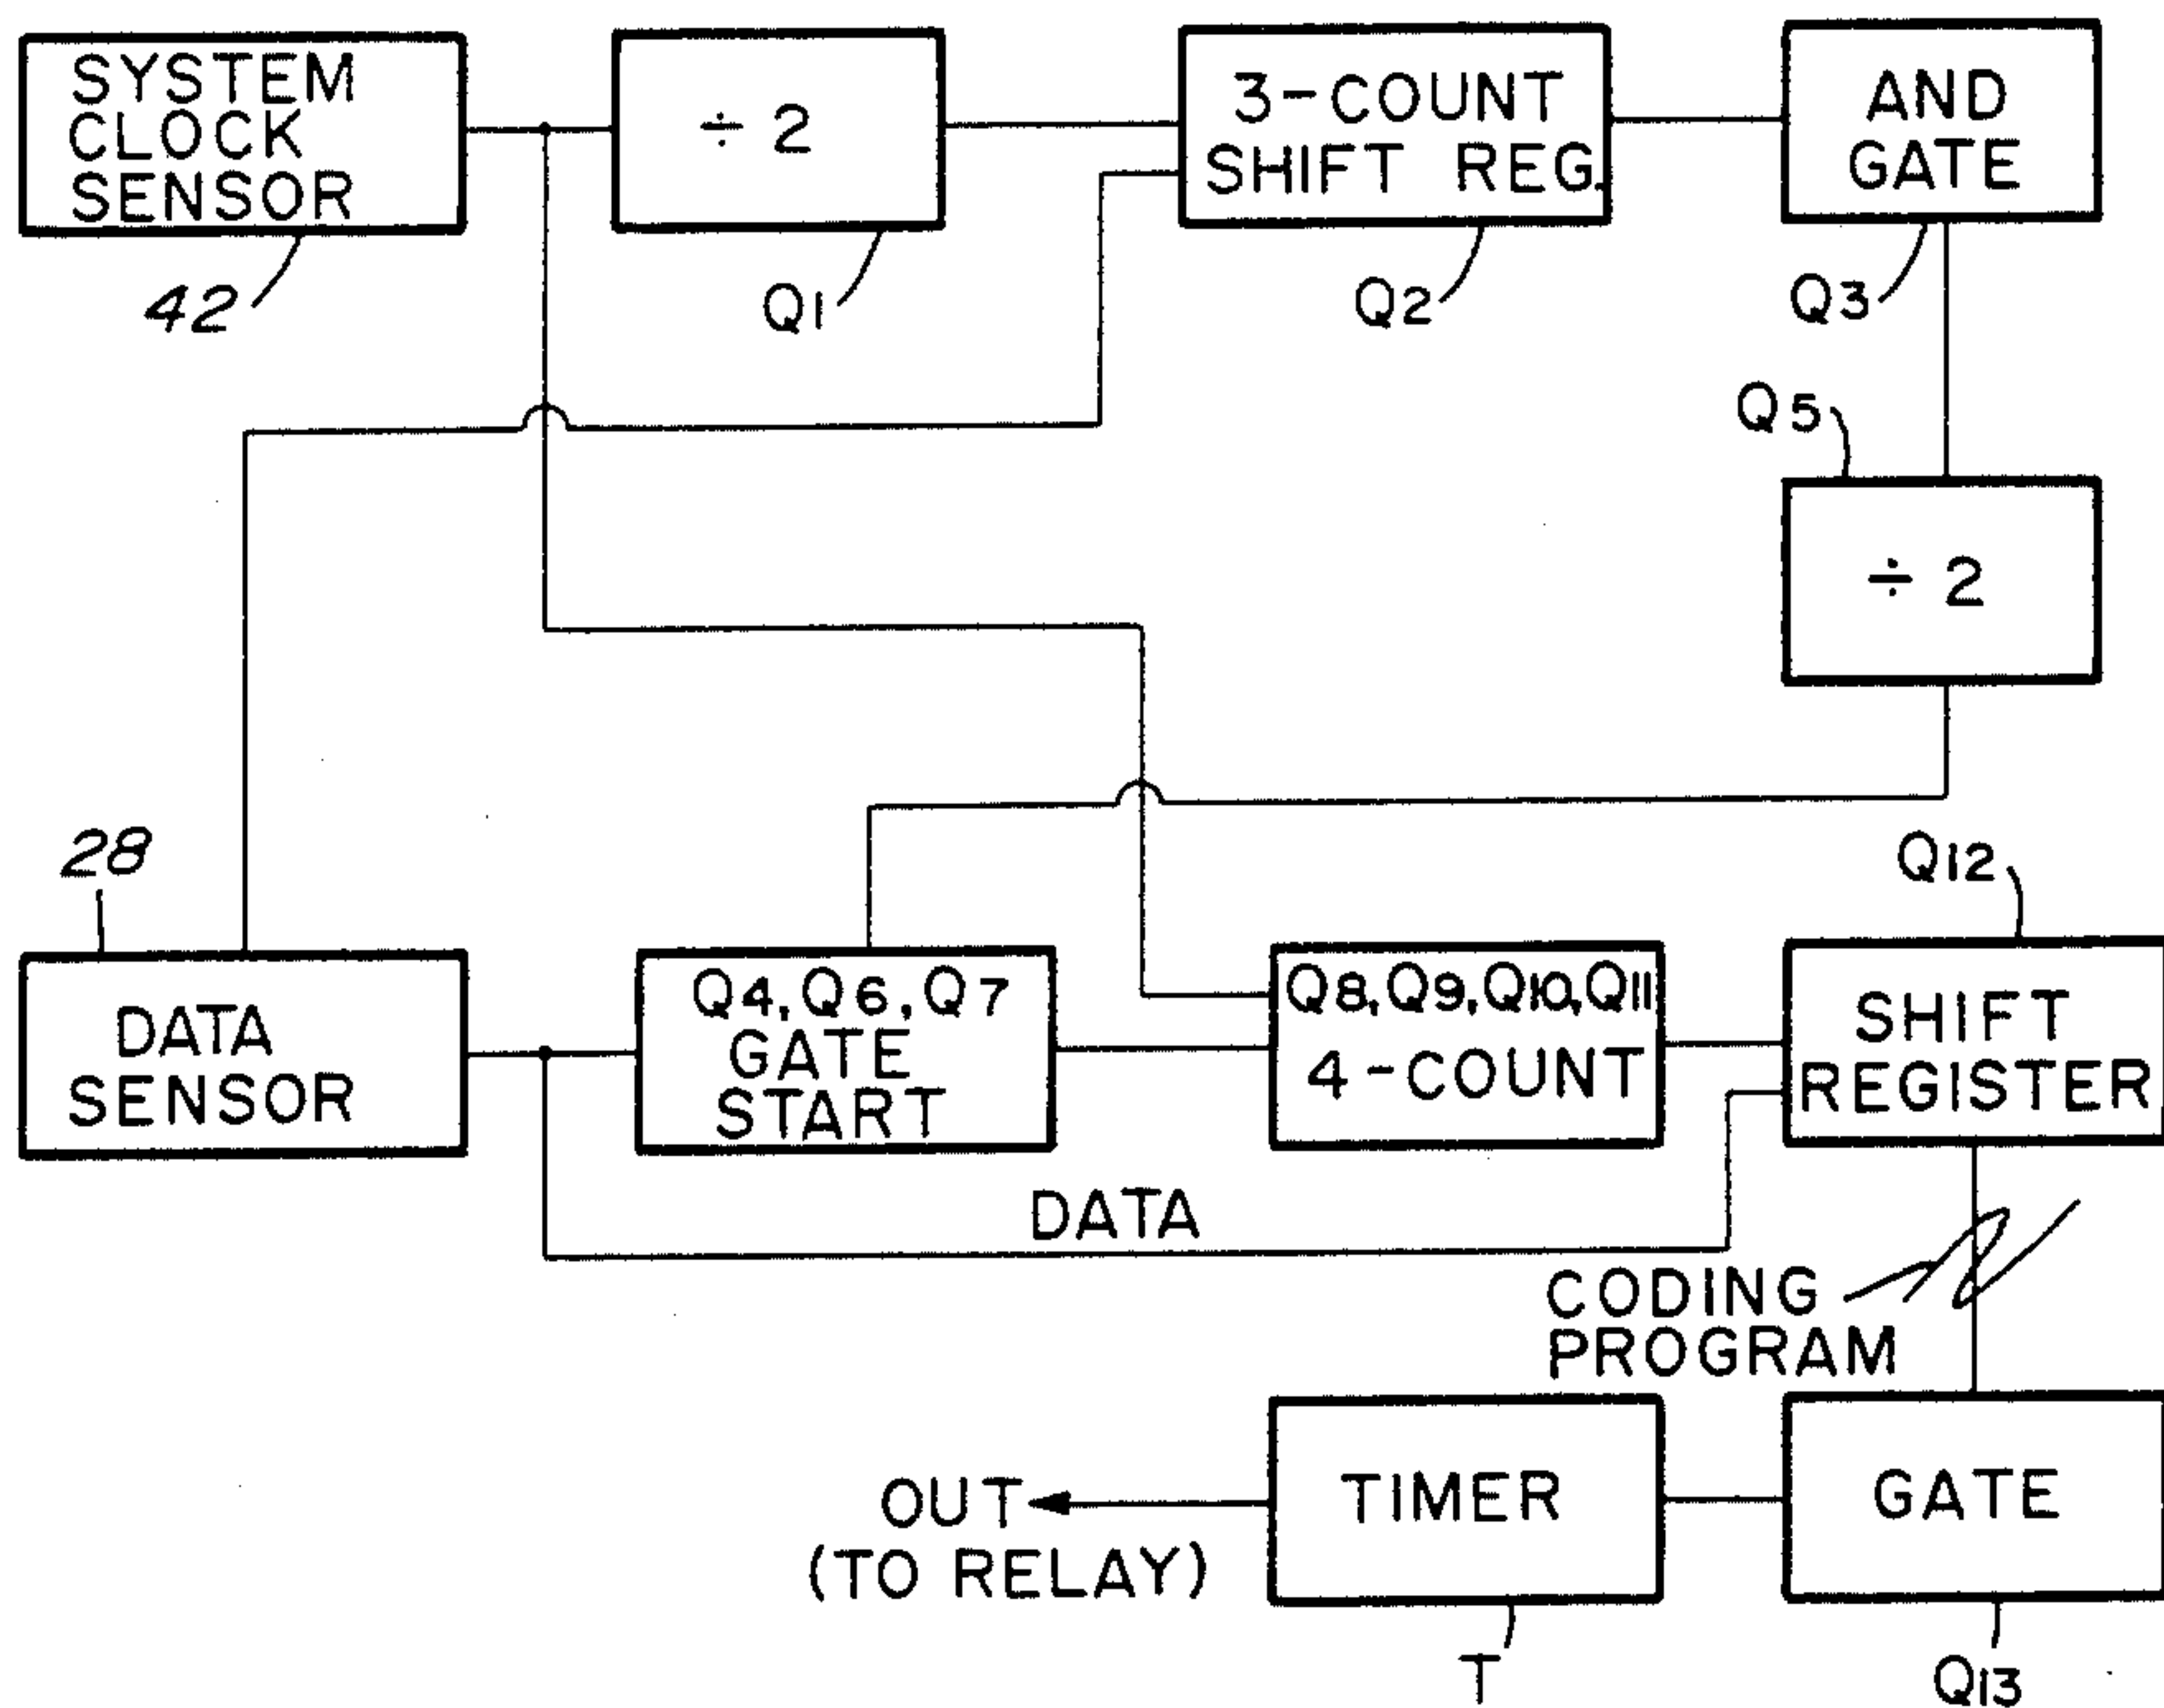 SYSTEM
CLOCK
SENSOR
42
÷ 2
Q1
3-COUNT
SHIFT REG.
Q2
AND
GATE
Q3
Q5
÷ 2
28
DATA
SENSOR
Q4,Q6,Q7
GATE
START
Q8,Q9,Q10,Q11
4-COUNT
Q12
SHIFT
REGISTER
DATA
CODING
PROGRAM
OUT
(TO RELAY)
TIMER
T
GATE
Q13